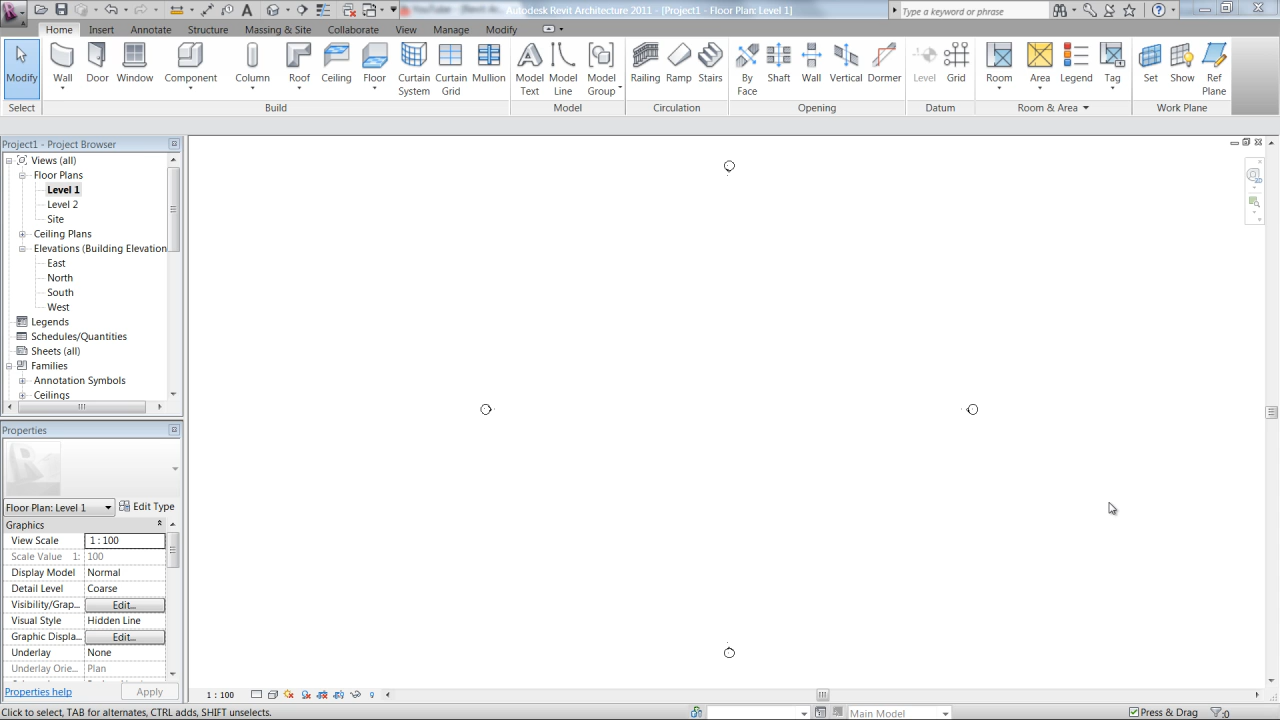 Autodesk Revit Architecture 2011 - [Project1 - Floor Plan: Level 1]
Type a keyword or phrase
Home Insert Annotate Structure Massing & Site Collaborate View Manage Modify
Modify Wall Door Window Component Column Roof Ceiling Floor Curtain System Curtain Grid Mullion Model Text Model Line Model Group Railing Ramp Stairs By Face Shaft Wall Vertical Dormer Level Grid Room Area Legend Tag Set Show Ref Plane
Select Build Model Circulation Opening Datum Room & Area Work Plane
Project1 - Project Browser
Views (all)
Floor Plans
Level 1
Level 2
Site
Ceiling Plans
Elevations (Building Elevation
East
North
South
West
Legends
Schedules/Quantities
Sheets (all)
Families
Annotation Symbols
Ceilings
Properties
Floor Plan: Level 1 Edit Type
Graphics
View Scale 1 : 100
Scale Value 1: 100
Display Model Normal
Detail Level Coarse
Visibility/Grap... Edit...
Visual Style Hidden Line
Graphic Displa... Edit...
Underlay None
Underlay Orie... Plan
Properties help Apply
1 : 100
Click to select, TAB for alternates, CTRL adds, SHIFT unselects.
Main Model
Press & Drag
:0